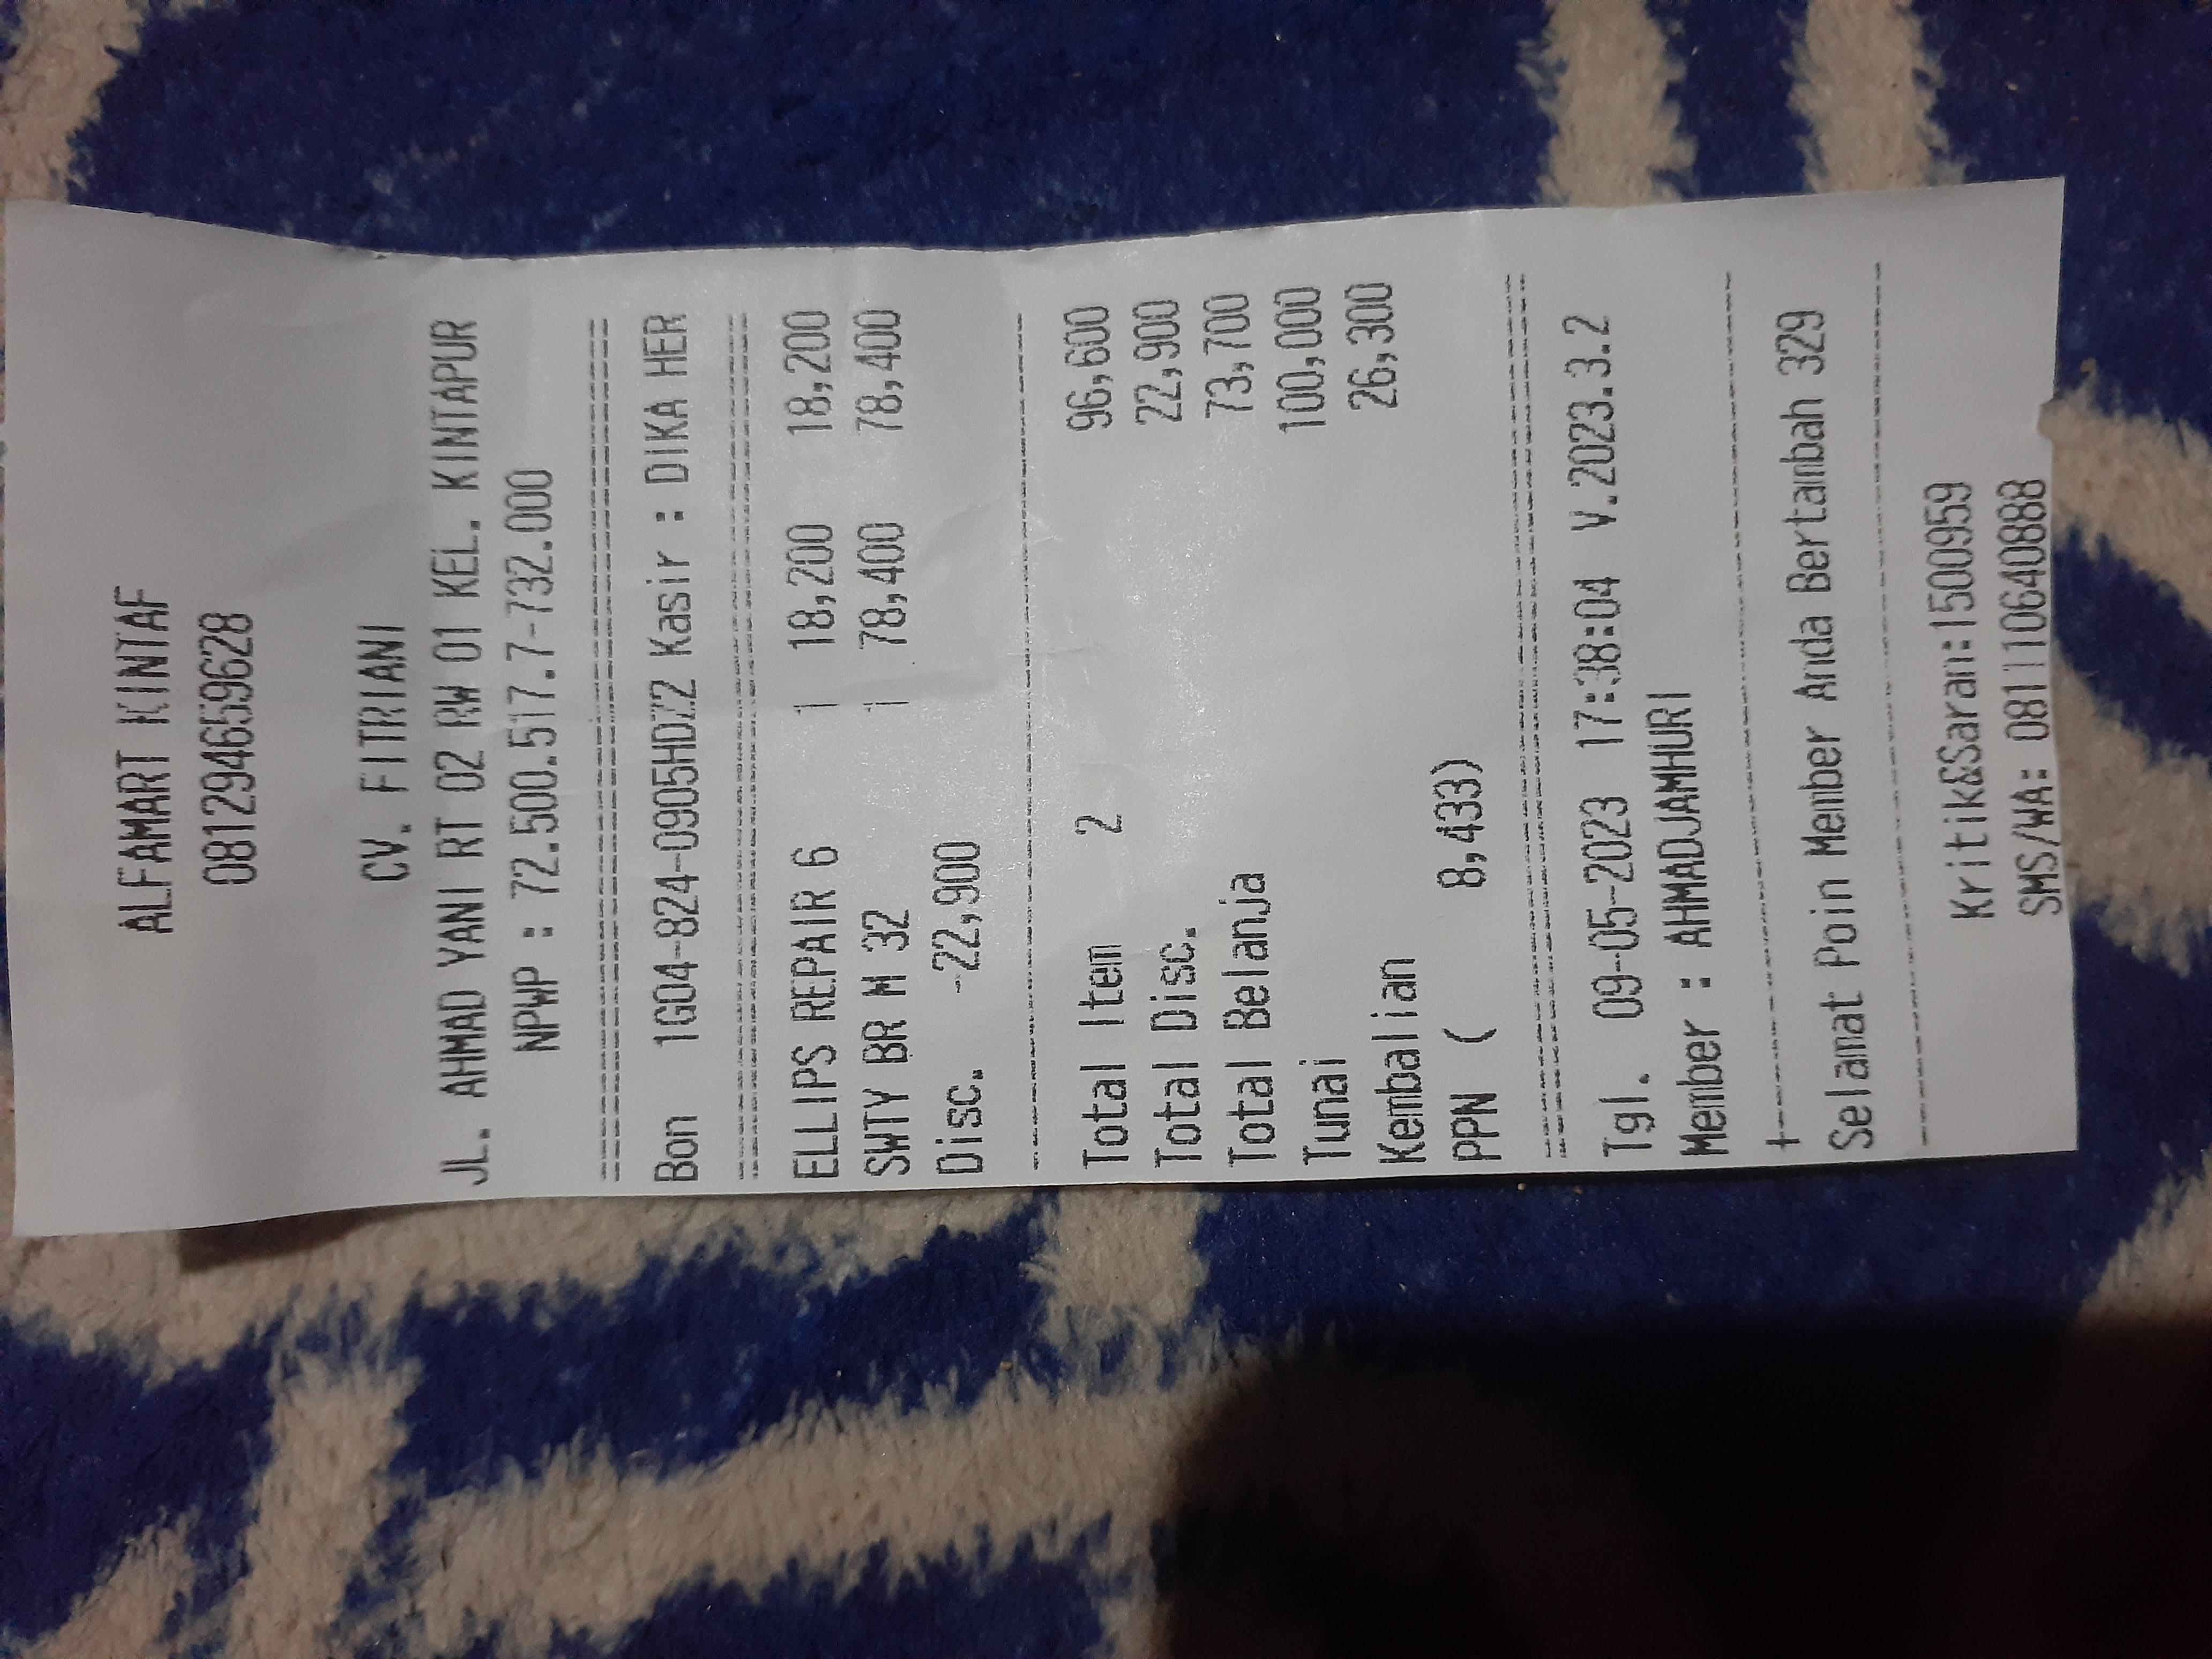 ALFAMART KINTAF
081294659628
CV. FITRIANI
JL. AHMAD YANI RT 02 RW 01 KEL. KINTAPUR
NPWP : 72.500.517.7-732.000
Bon 1G04-824-0905HDZ2 Kasir : DIKA HER
ELLIPS REPAIR 6 1 18,200 18,200
SWTY BR M 32 1 78,400 78,400
Disc. -22,900
Total Item 2 96,600
Total Disc. 22,900
Total Belanja 73,700
Tunai 100,000
Kembalian 26,300
PPN ( 8,433)
Tgl. 09-05-2023 17:38:04 V.2023.3.2
Member : AHMADJAMHURI
Selamat Poin Member Anda Bertambah 329
Kritik&Saran:1500959
SMS/WA: 081110640888